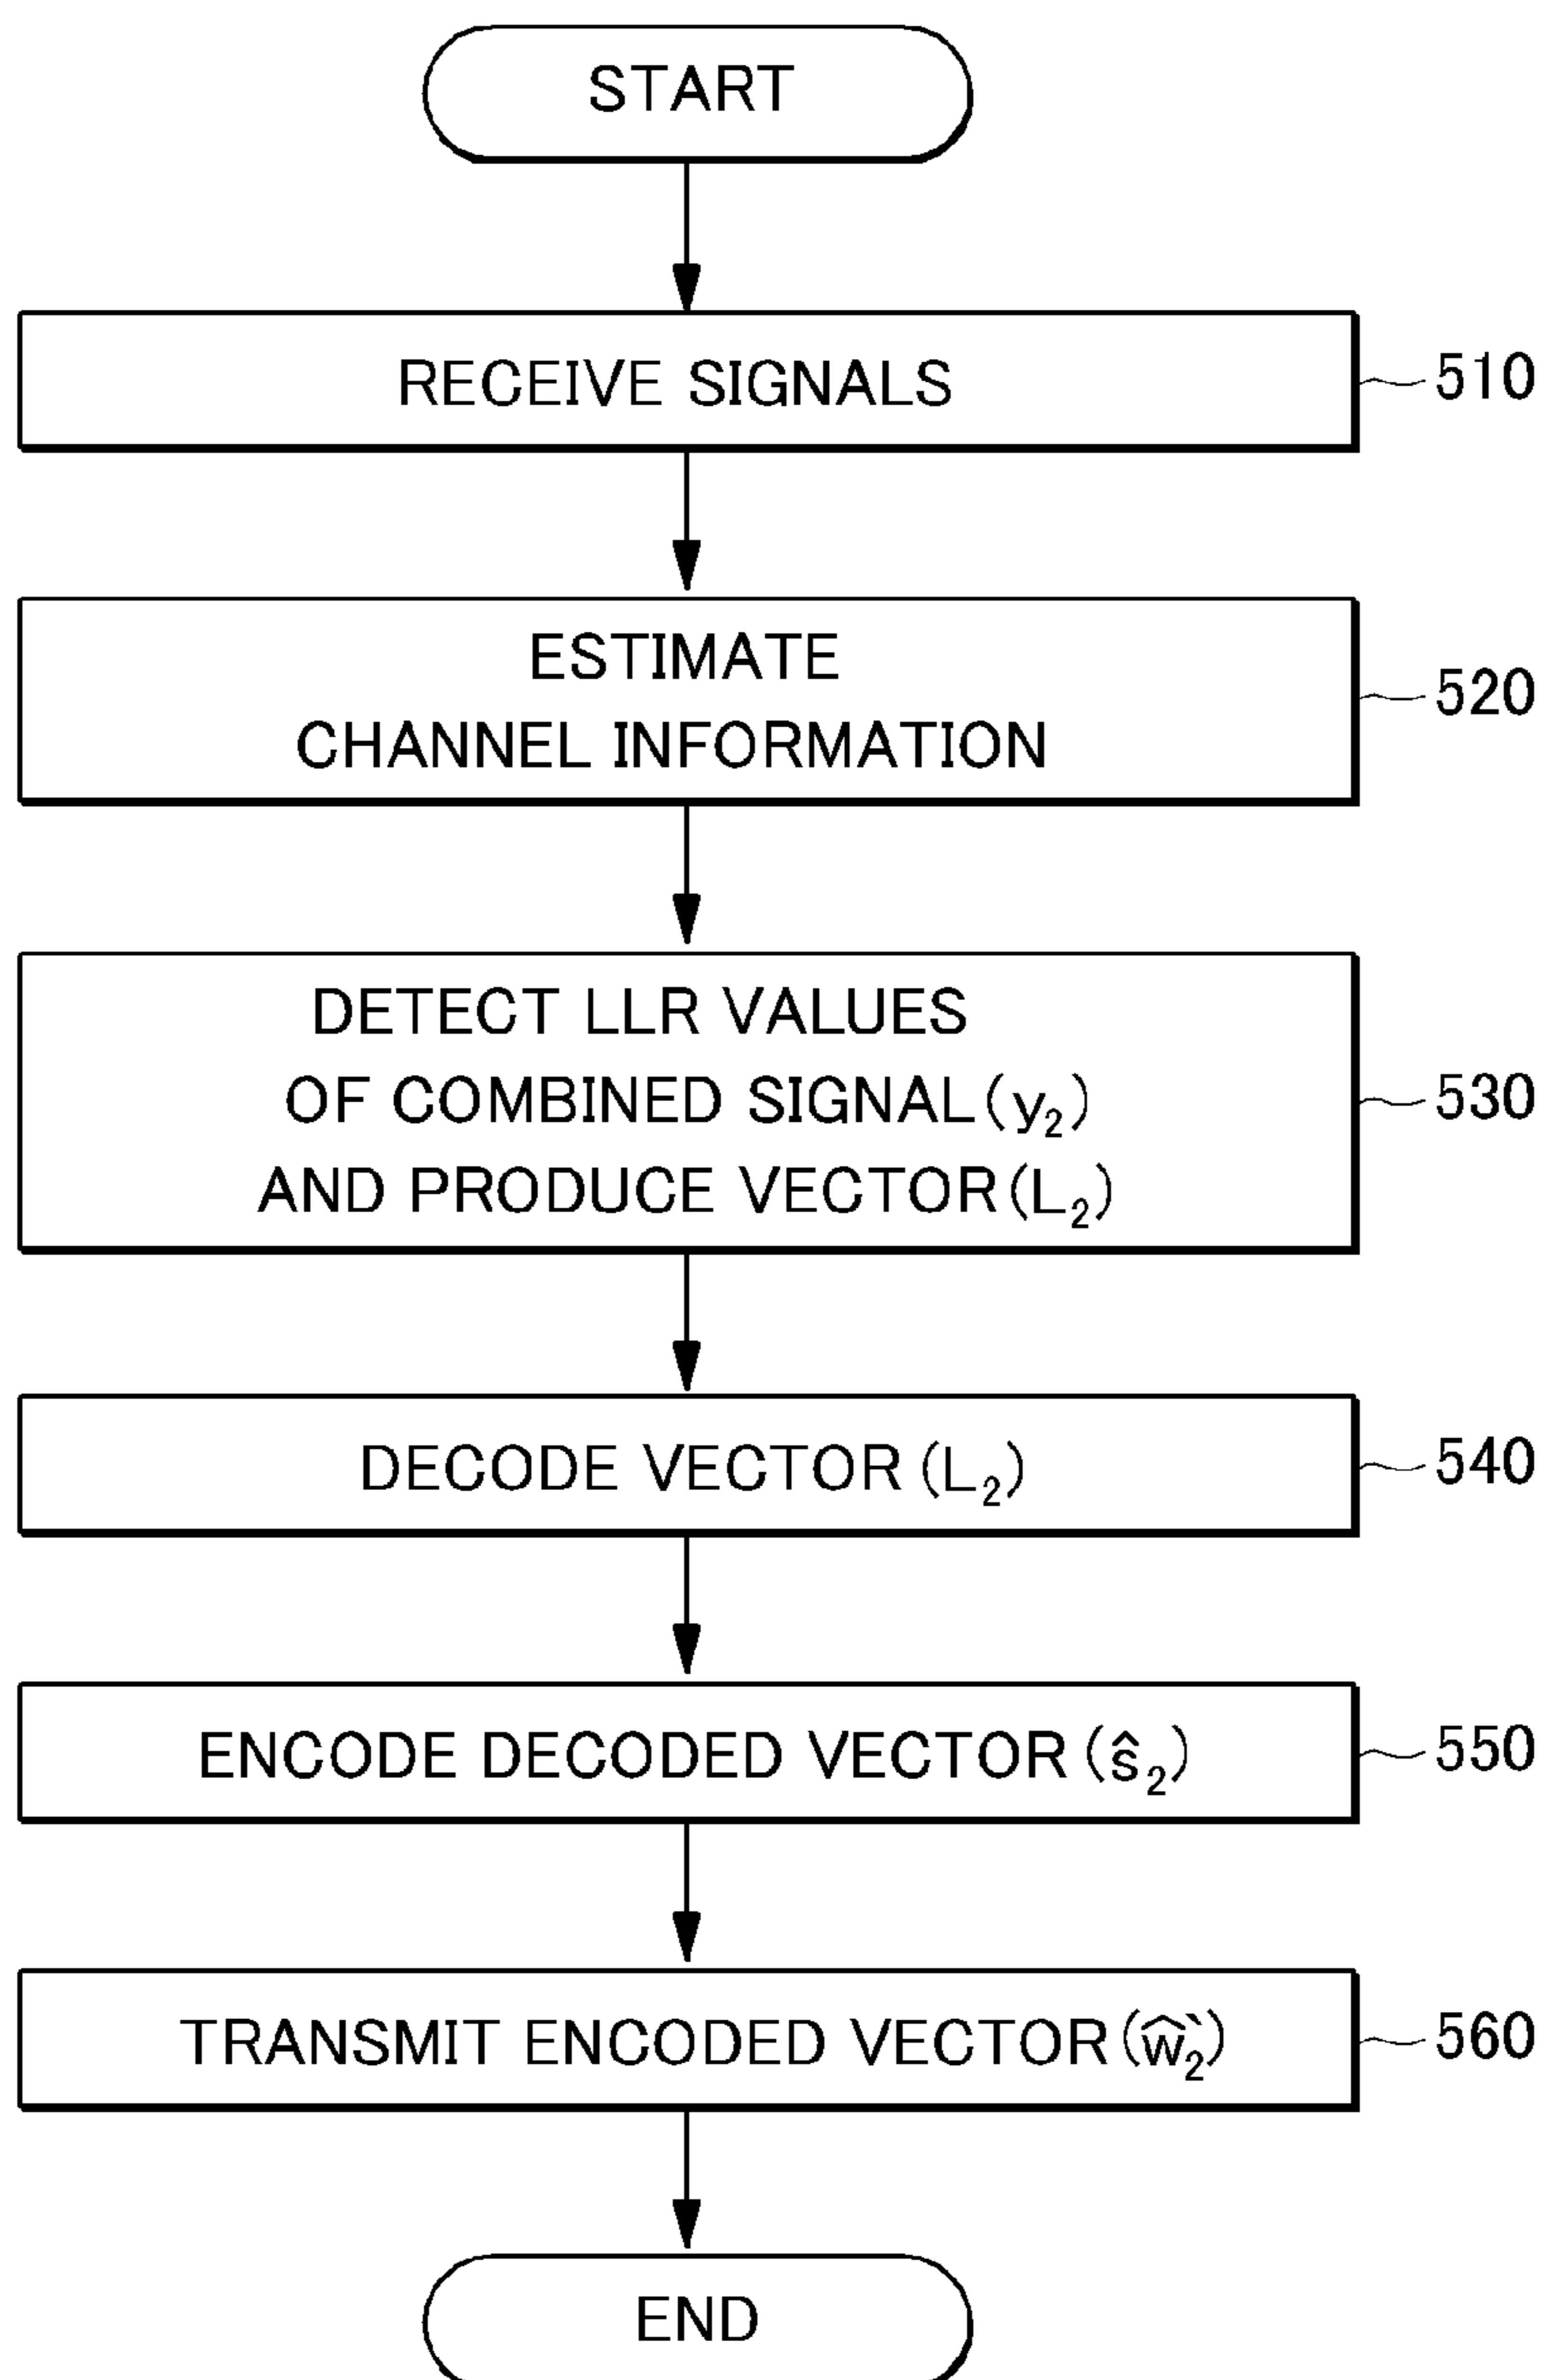 START
RECEIVE SIGNALS
510
ESTIMATE
CHANNEL INFORMATION
520
DETECT LLR VALUES
OF COMBINED SIGNAL(y₂)
AND PRODUCE VECTOR(L₂)
530
DECODE VECTOR(L₂)
540
ENCODE DECODED VECTOR(ŝ₂)
550
TRANSMIT ENCODED VECTOR(ŵ₂)
560
END